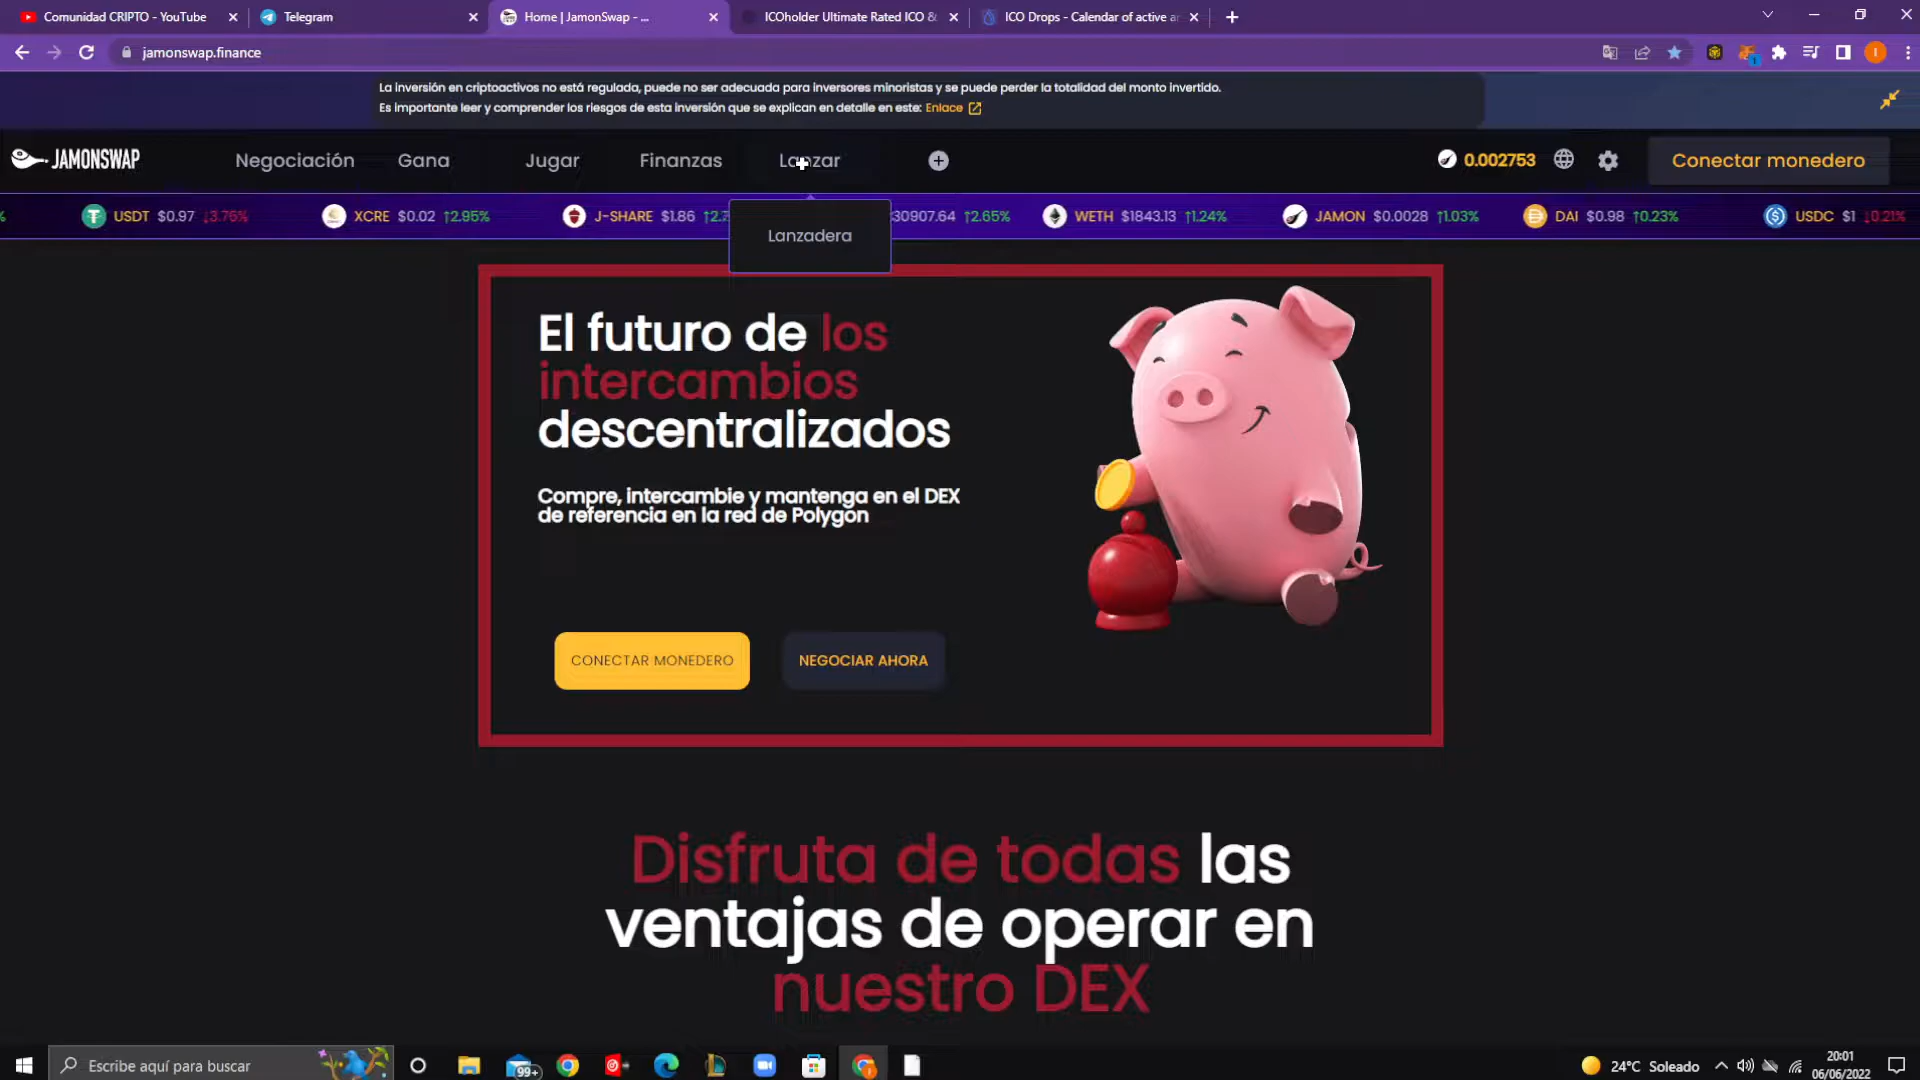 Comunidad CRIPTO - YouTube
Telegram
Home | JamonSwap - ...
ICOholder Ultimate Rated ICO &
ICO Drops - Calendar of active a
jamonswap.finance
La inversión en criptoactivos no está regulada, puede no ser adecuada para inversores minoristas y se puede perder la totalidad del monto invertido.
Es importante leer y comprender los riesgos de esta inversión que se explican en detalle en este: Enlace
JAMONSWAP
Negociación
Gana
Jugar
Finanzas
Lanzar
0.002753
Conectar monedero
%
USDT $0.97 ↓3.76%
XCRE $0.02 ↑2.95%
J-SHARE $1.86 ↑2.7
30907.64 ↑2.65%
WETH $1843.13 ↑1.24%
JAMON $0.0028 ↑1.03%
DAI $0.98 ↑0.23%
USDC $1 ↓0.21%
Lanzadera
El futuro de los
intercambios
descentralizados
Compre, intercambie y mantenga en el DEX
de referencia en la red de Polygon
CONECTAR MONEDERO
NEGOCIAR AHORA
Disfruta de todas las
ventajas de operar en
nuestro DEX
Escribe aquí para buscar
99+
24°C Soleado
20:01
06/06/2022